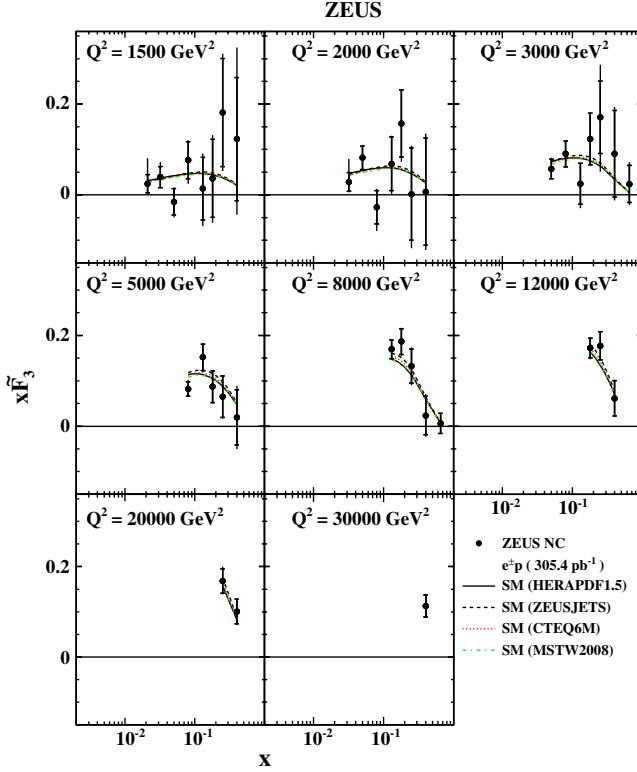 ZEUS
Q² = 1500 GeV²
Q² = 2000 GeV²
Q² = 3000 GeV²
0.2
0
Q² = 5000 GeV²
Q² = 8000 GeV²
Q² = 12000 GeV²
0.2
0
xF̃₃
10⁻² 10⁻¹
Q² = 20000 GeV²
Q² = 30000 GeV²
0.2
0
10⁻² 10⁻¹
10⁻² 10⁻¹
x
ZEUS NC
e±p ( 305.4 pb⁻¹ )
SM (HERAPDF1.5)
SM (ZEUSJETS)
SM (CTEQ6M)
SM (MSTW2008)